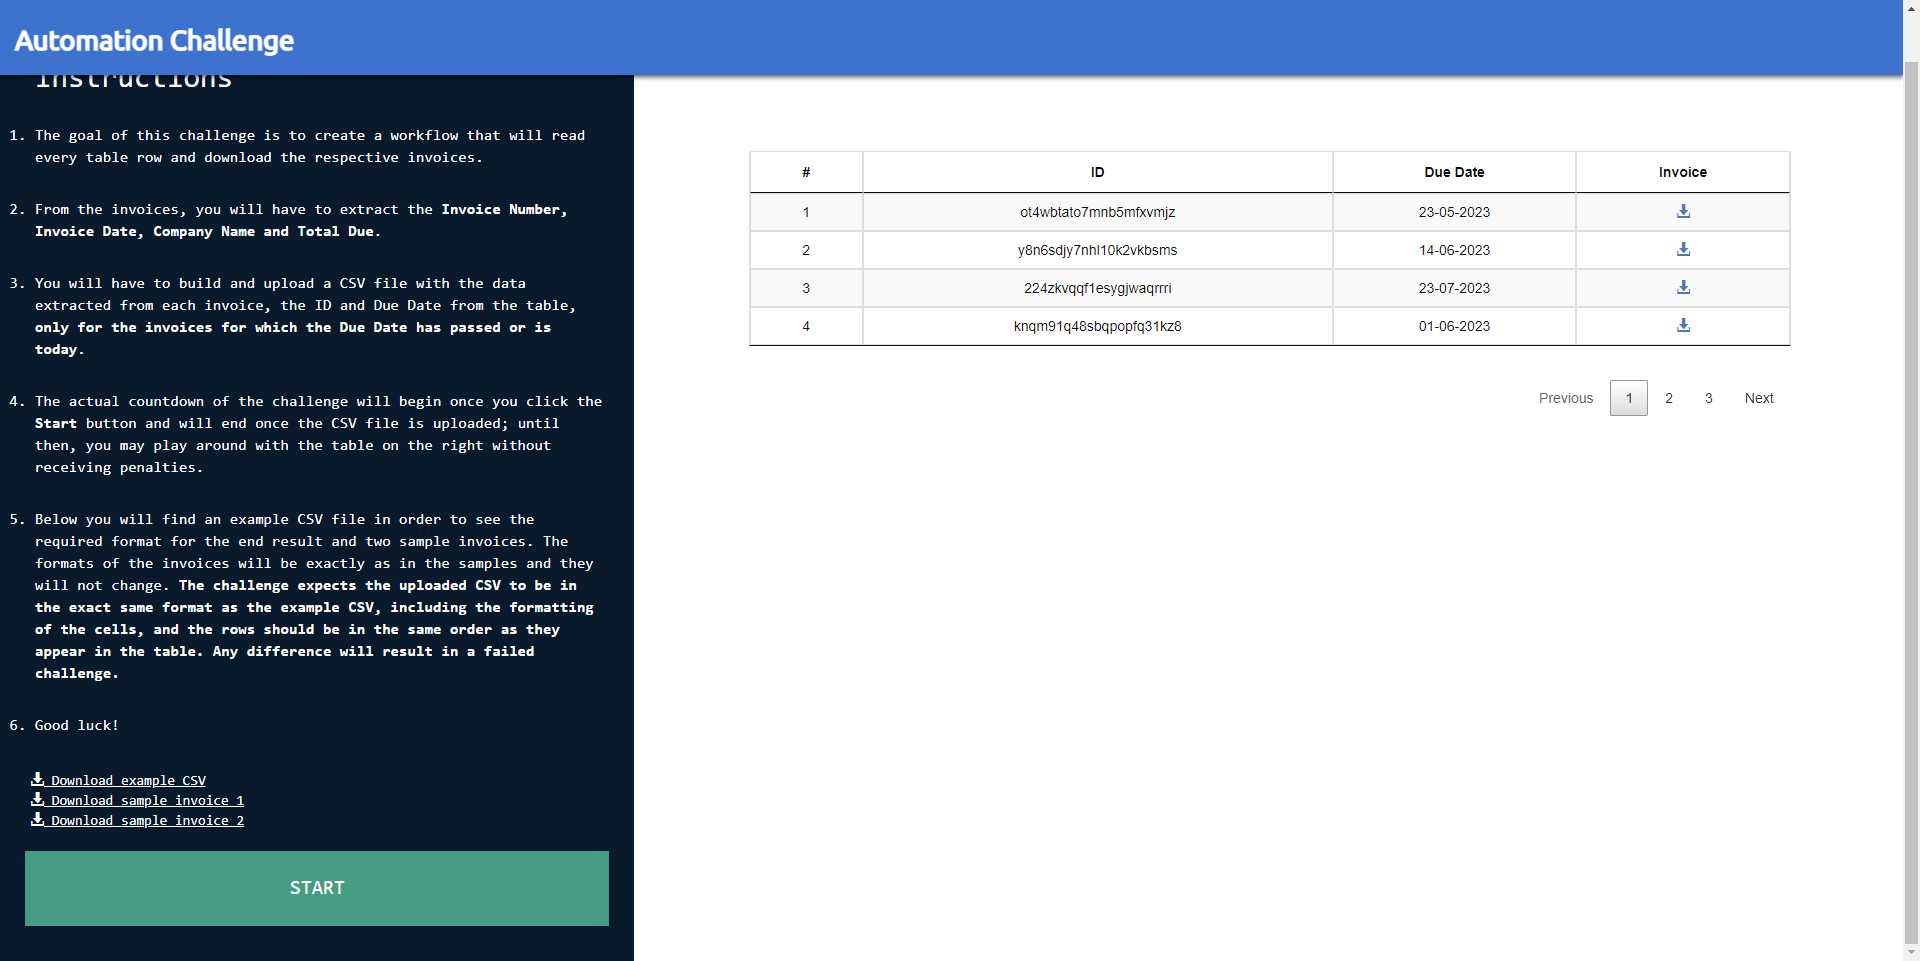 Automation Challenge
Instructions
1. The goal of this challenge is to create a workflow that will read
every table row and download the respective invoices.
2. From the invoices, you will have to extract the Invoice Number,
Invoice Date, Company Name and Total Due.
3. You will have to build and upload a CSV file with the data
extracted from each invoice, the ID and Due Date from the table,
only for the invoices for which the Due Date has passed or is
today.
4. The actual countdown of the challenge will begin once you click the
Start button and will end once the CSV file is uploaded; until
then, you may play around with the table on the right without
receiving penalties.
5. Below you will find an example CSV file in order to see the
required format for the end result and two sample invoices. The
formats of the invoices will be exactly as in the samples and they
will not change. The challenge expects the uploaded CSV to be in
the exact same format as the example CSV, including the formatting
of the cells, and the rows should be in the same order as they
appear in the table. Any difference will result in a failed
challenge.
6. Good luck!
Download example CSV
Download sample invoice 1
Download sample invoice 2
START
# ID Due Date Invoice
1 ot4wbtato7mnb5mfxvmjz 23-05-2023
2 y8n6sdjy7nhl10k2vkbsms 14-06-2023
3 224zkvqqf1esygjwaqrrri 23-07-2023
4 knqm91q48sbqpopfq31kz8 01-06-2023
Previous 1 2 3 Next